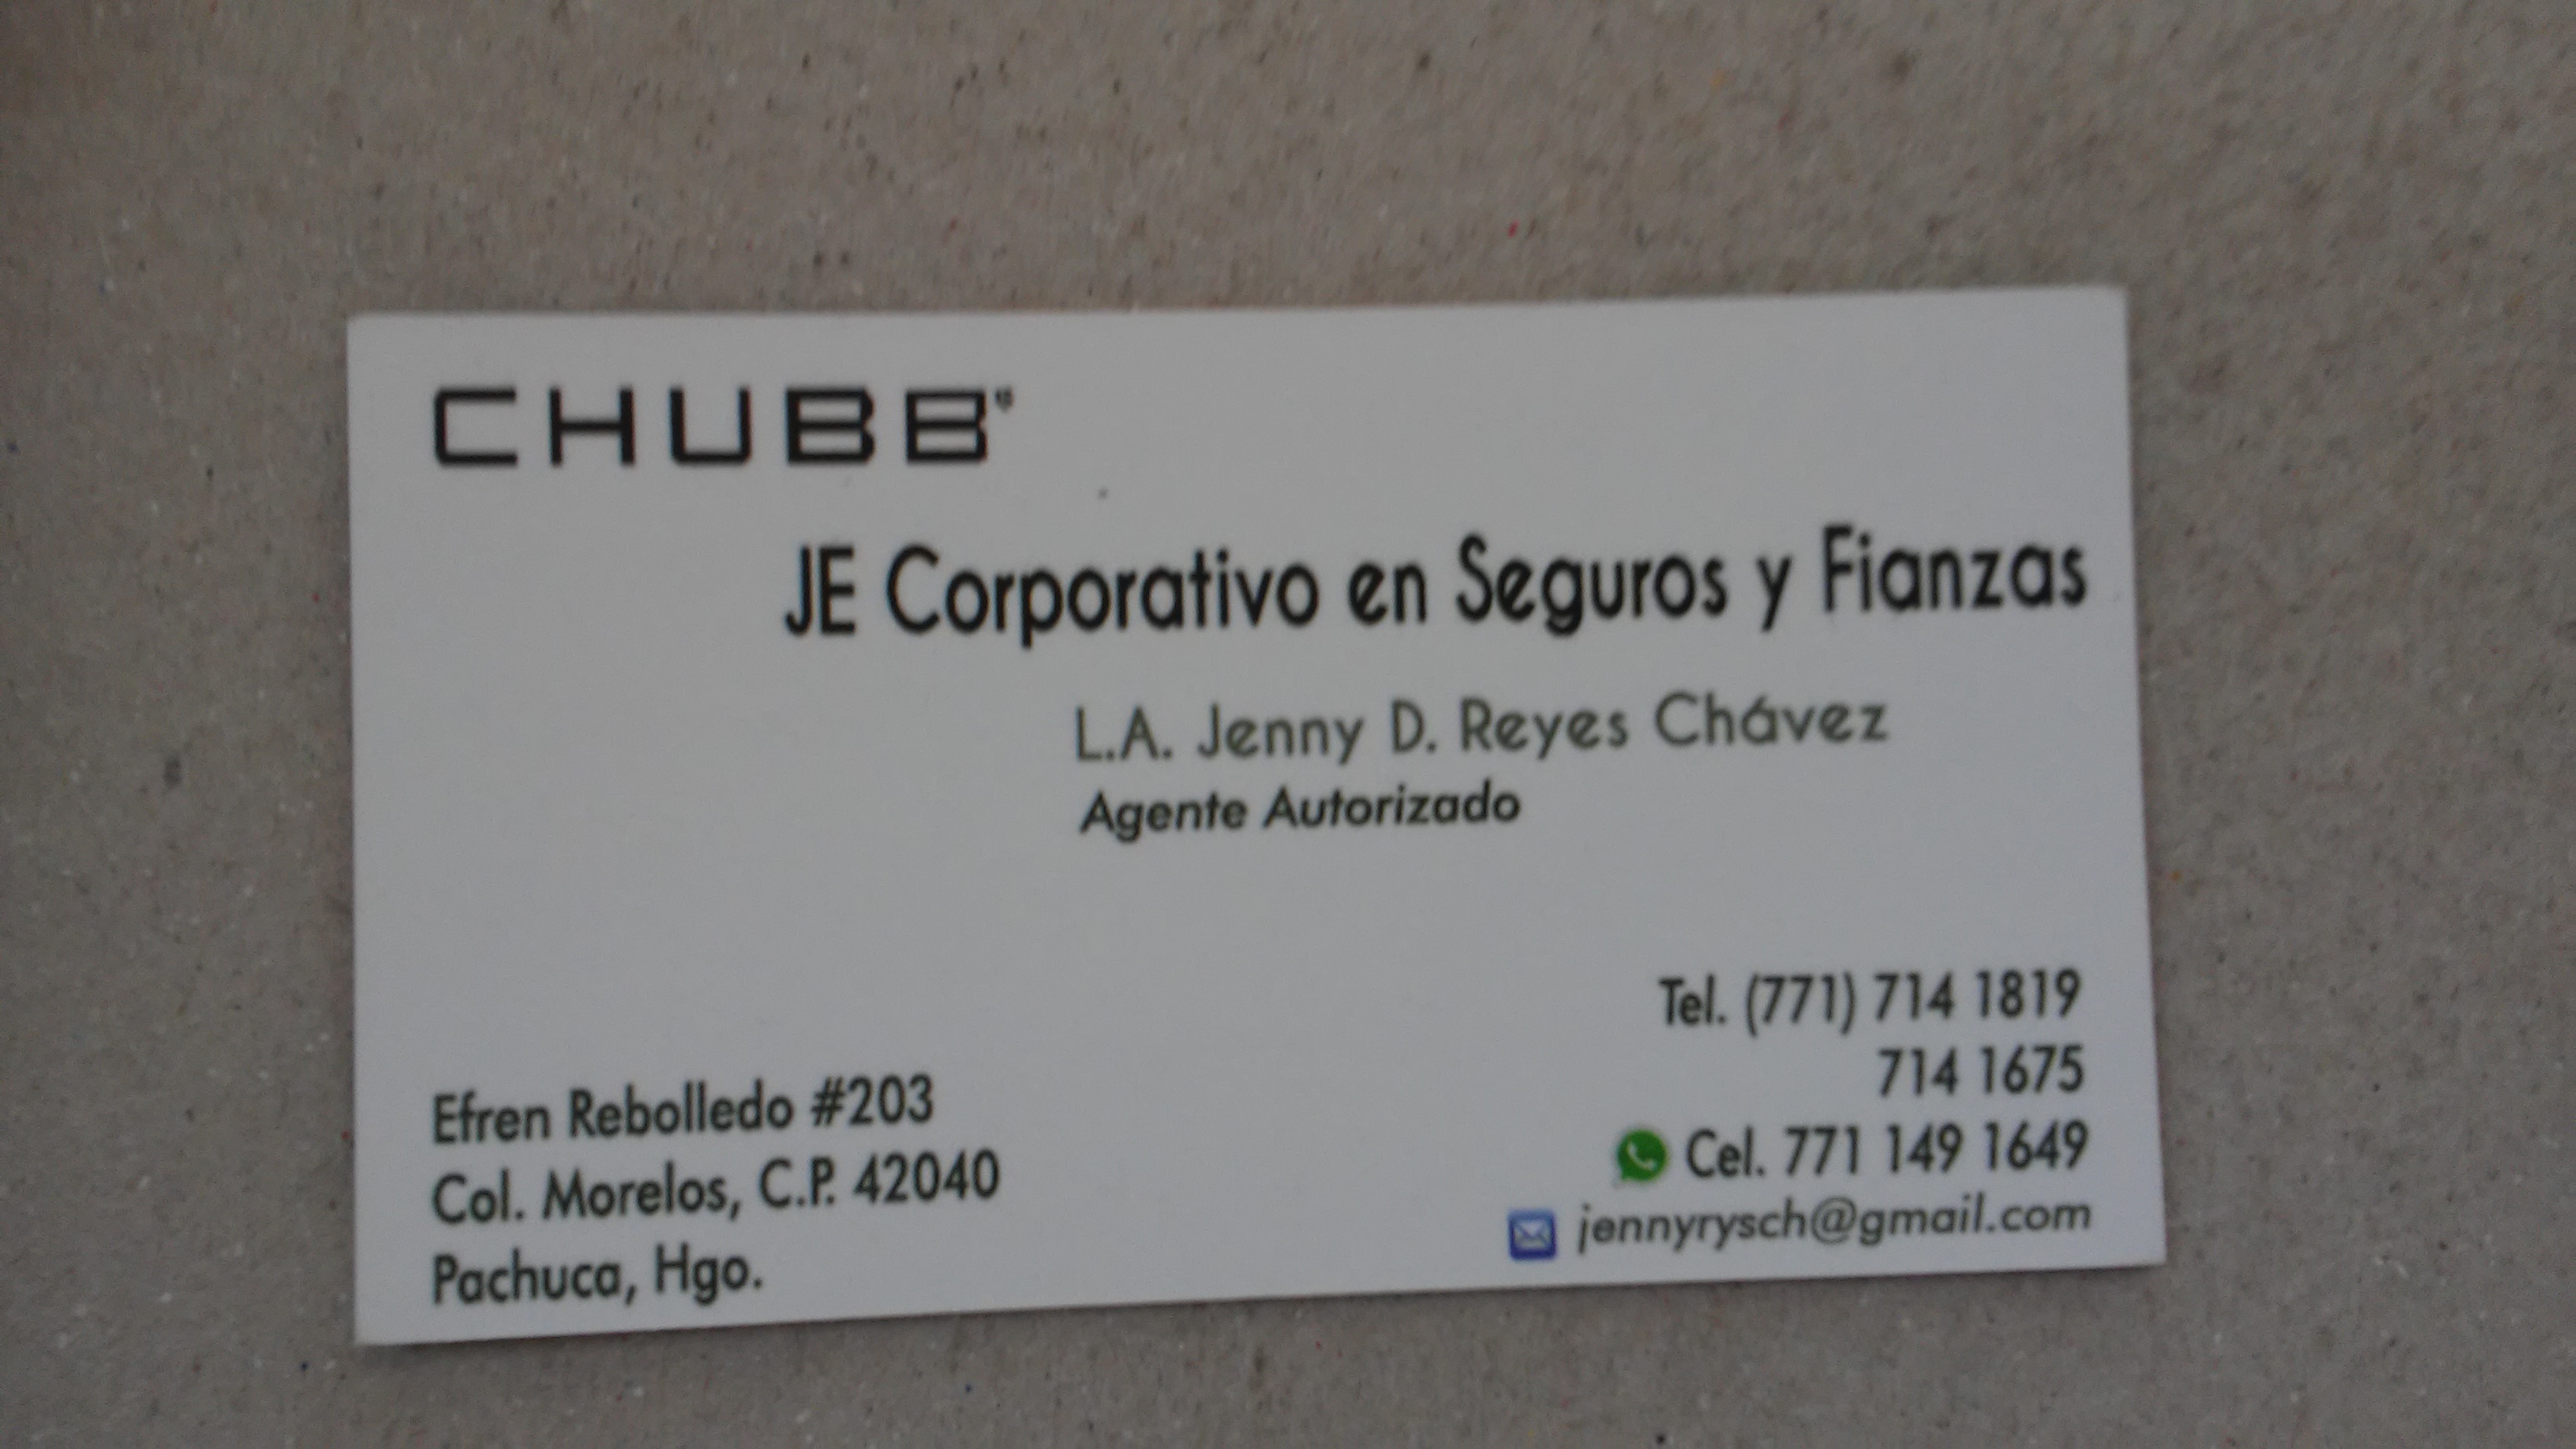 CHUBB®
JE Corporativo en Seguros y Fianzas
L.A. Jenny D. Reyes Chávez
Agente Autorizado
Efren Rebolledo #203
Col. Morelos, C.P. 42040
Pachuca, Hgo.
Tel. (771) 714 1819
714 1675
Cel. 771 149 1649
jennyrysch@gmail.com